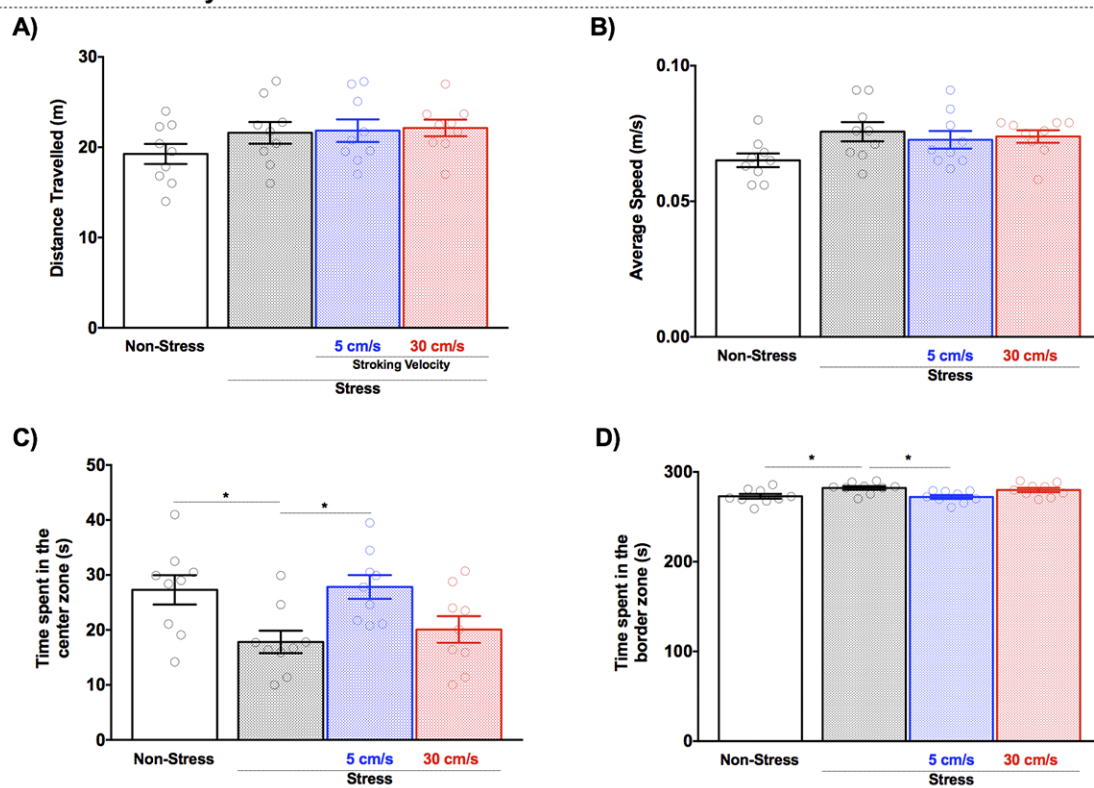 A)
Distance Travelled (m)
30
20
10
0
Non-Stress
5 cm/s
30 cm/s
Stroking Velocity
Stress
B)
Average Speed (m/s)
0.10
0.05
0.00
Non-Stress
5 cm/s
30 cm/s
Stress
C)
Time spent in the
center zone (s)
50
40
30
20
10
0
*
*
Non-Stress
5 cm/s
30 cm/s
Stress
D)
Time spent in the
border zone (s)
300
200
100
0
*
*
Non-Stress
5 cm/s
30 cm/s
Stress